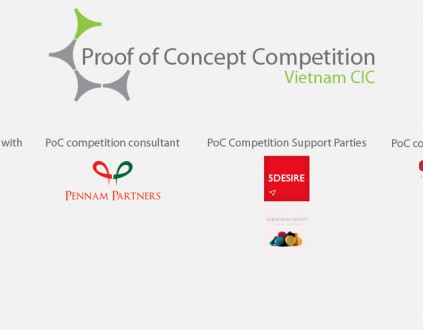 Proof of Concept Competition
Vietnam CIC
with
PoC competition consultant
PoC Competition Support Parties
PoC co
PENNAM PARTNERS
5DESIRE